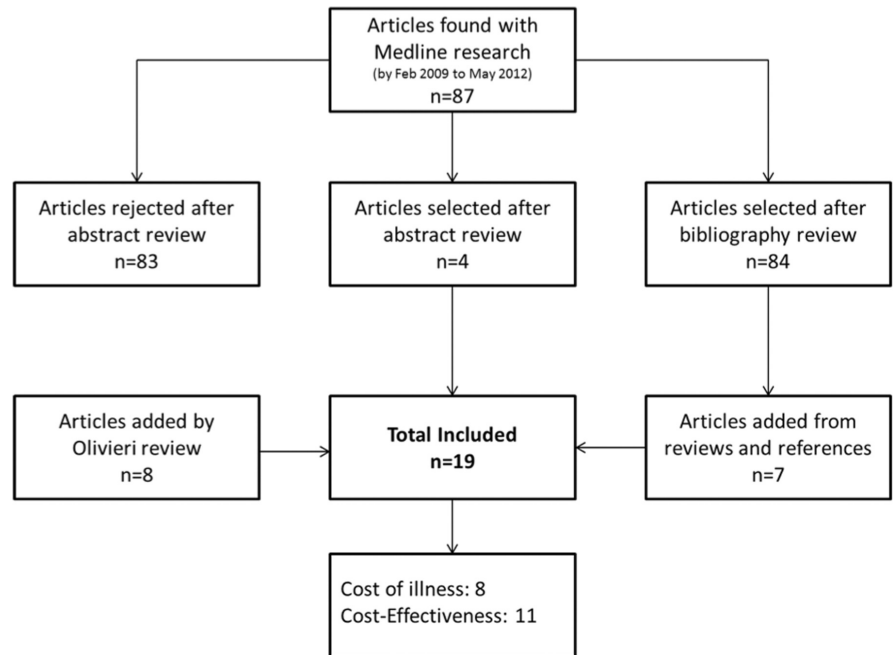 Articles found with
Medline research
(by Feb 2009 to May 2012)
n=87
Articles rejected after
abstract review
n=83
Articles selected after
abstract review
n=4
Articles selected after
bibliography review
n=84
Articles added by
Olivieri review
n=8
Total Included
n=19
Articles added from
reviews and references
n=7
Cost of illness: 8
Cost-Effectiveness: 11